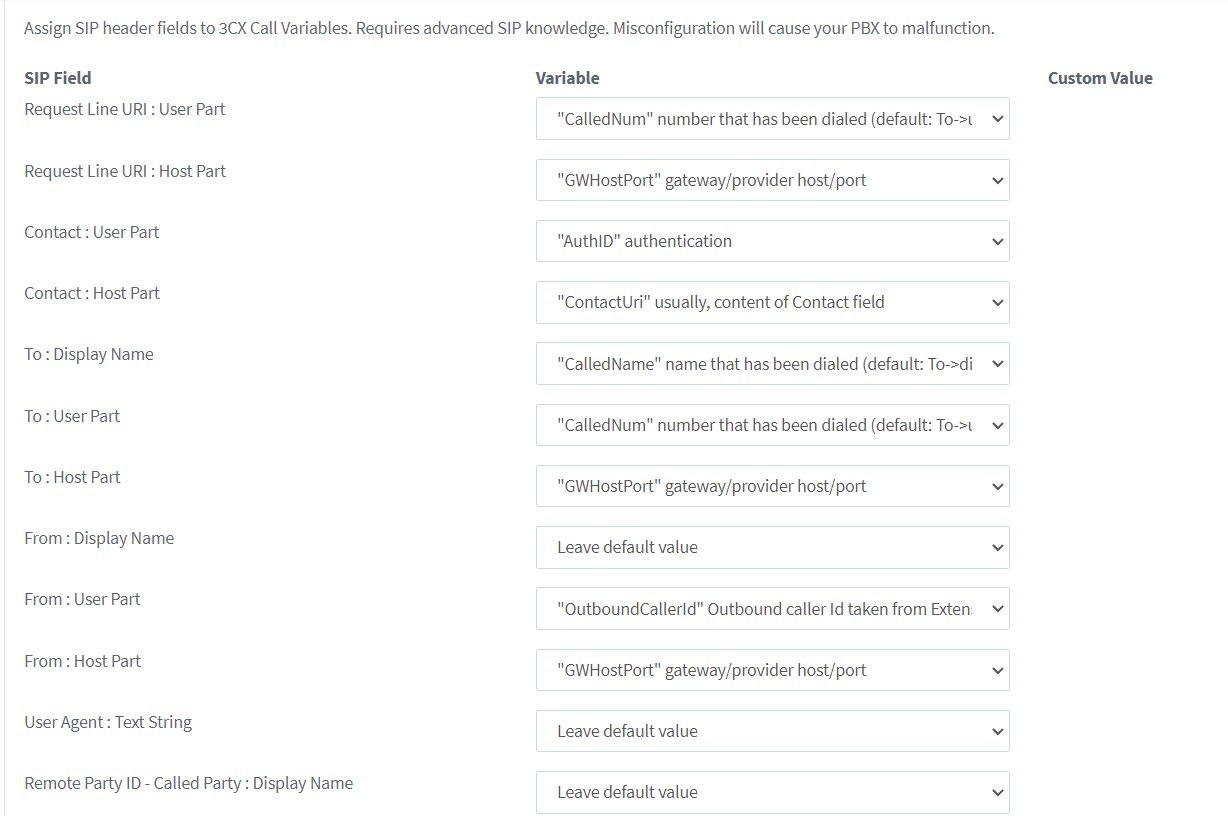 Assign SIP header fields to 3CX Call Variables. Requires advanced SIP knowledge. Misconfiguration will cause your PBX to malfunction.
SIP Field Variable Custom Value
Request Line URI : User Part "CalledNum" number that has been dialed (default: To->u
Request Line URI : Host Part "GWHostPort" gateway/provider host/port
Contact : User Part "AuthID" authentication
Contact : Host Part "ContactUri" usually, content of Contact field
To : Display Name "CalledName" name that has been dialed (default: To->di
To : User Part "CalledNum" number that has been dialed (default: To->u
To : Host Part "GWHostPort" gateway/provider host/port
From : Display Name Leave default value
From : User Part "OutboundCallerId" Outbound caller Id taken from Exten
From : Host Part "GWHostPort" gateway/provider host/port
User Agent : Text String Leave default value
Remote Party ID - Called Party : Display Name Leave default value